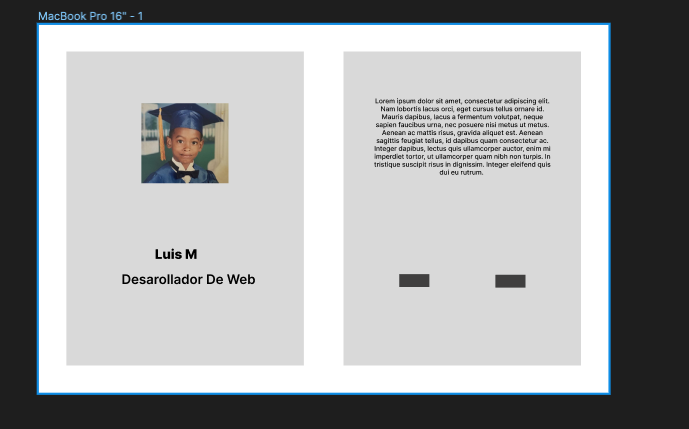 MacBook Pro 16" - 1
Luis M
Desarollador De Web
Lorem ipsum dolor sit amet, consectetur adipiscing elit.
Nam lobortis lacus orci, eget cursus tellus ornare id.
Mauris dapibus, lacus a fermentum volutpat, neque
sapien faucibus urna, nec posuere nisi metus ut metus.
Aenean ac mattis risus, gravida aliquet est. Aenean
sagittis feugiat tellus, id dapibus quam consectetur ac.
Integer dapibus, lectus quis ullamcorper auctor, enim mi
imperdiet tortor, ut ullamcorper quam nibh non turpis. In
tristique suscipit risus in dignissim. Integer eleifend quis
dui eu rutrum.